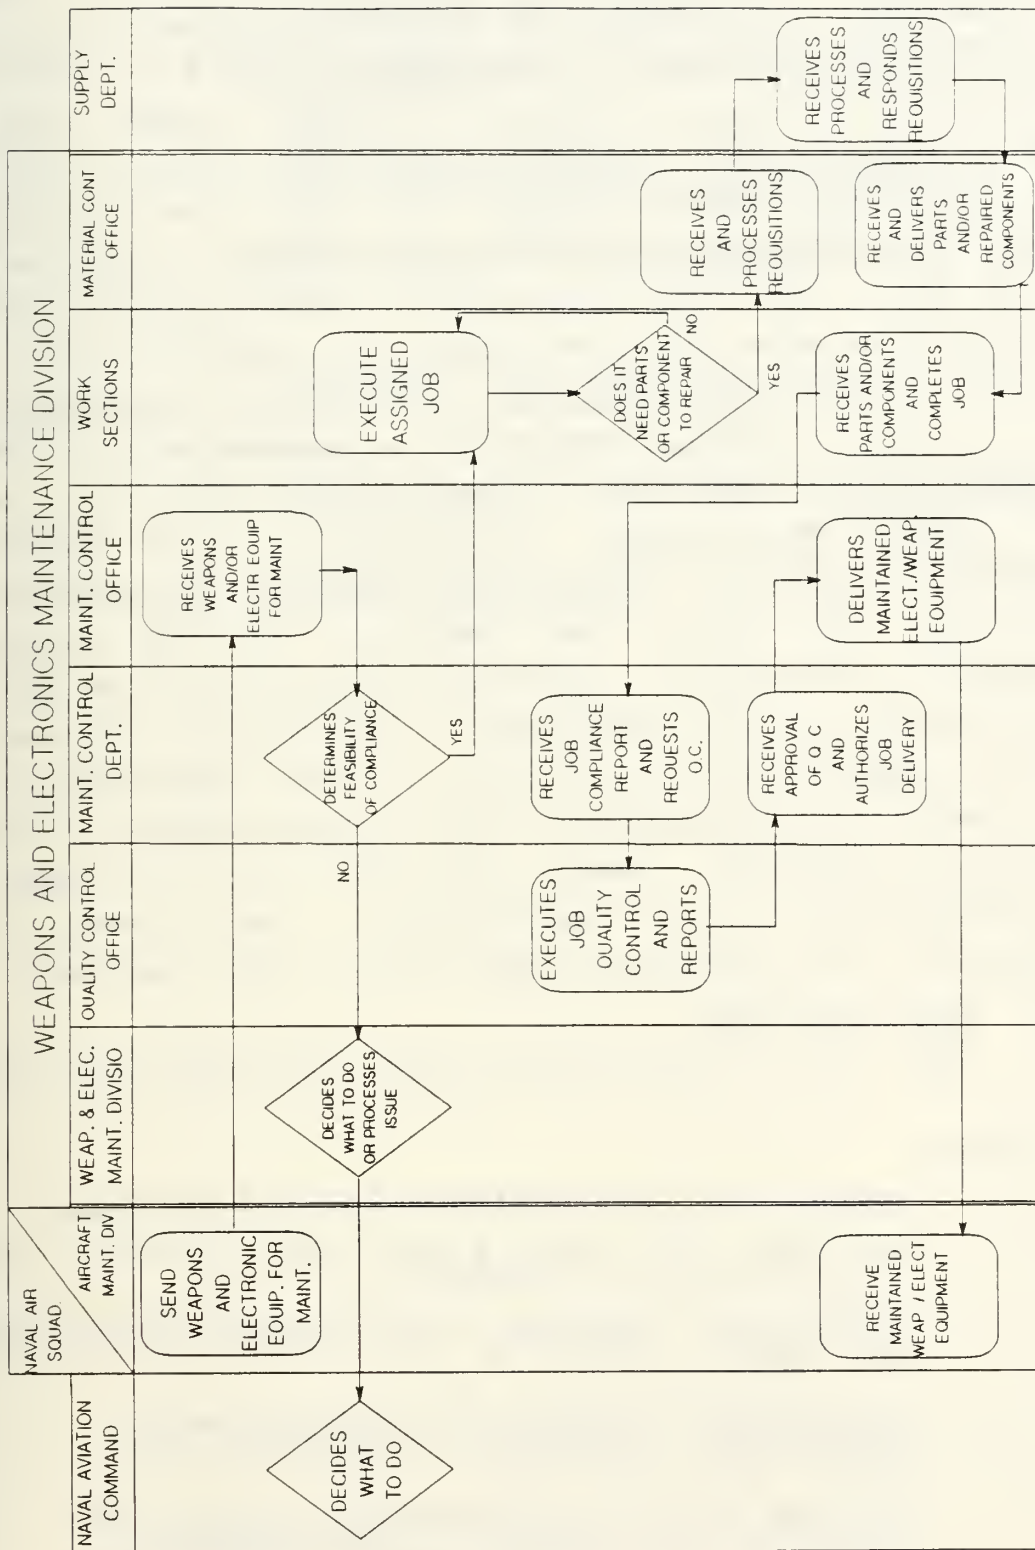 WEAPONS AND ELECTRONICS MAINTENANCE DIVISION
NAVAL AIR
SQUAD.
NAVAL AVIATION
COMMAND
AIRCRAFT
MAINT. DIV
WEAP. & ELEC.
MAINT. DIVISIO
QUALITY CONTROL
OFFICE
MAINT. CONTROL
DEPT.
MAINT. CONTROL
OFFICE
WORK
SECTIONS
MATERIAL CONT
OFFICE
SUPPLY
DEPT.
SEND
WEAPONS
AND
ELECTRONIC
EQUIP. FOR
MAINT.
RECEIVES
WEAPONS
AND/OR
ELECTR EQUIP
FOR MAINT
DECIDES
WHAT
TO DO
DECIDES
WHAT TO DO
OR PROCESSES
ISSUE
NO
DETERMINES
FEASIBILITY
OF COMPLIANCE
YES
EXECUTE
ASSIGNED
JOB
DOES IT
NEED PARTS
OR COMPONENT
TO REPAIR
NO
YES
RECEIVES
AND
PROCESSES
REQUISITIONS
RECEIVES
PROCESSES
AND
RESPONDS
REQUISITIONS
RECEIVES
AND
DELIVERS
PARTS
AND/OR
REPAIRED
COMPONENTS
RECEIVES
PARTS AND/OR
COMPONENTS
AND
COMPLETES
JOB
RECEIVES
JOB
COMPLIANCE
REPORT
AND
REQUESTS
Q.C.
EXECUTES
JOB
QUALITY
CONTROL
AND
REPORTS
RECEIVES
APPROVAL
OF Q C
AND
AUTHORIZES
JOB
DELIVERY
DELIVERS
MAINTAINED
ELECT./WEAP
EQUIPMENT
RECEIVE
MAINTAINED
WEAP / ELECT
EQUIPMENT